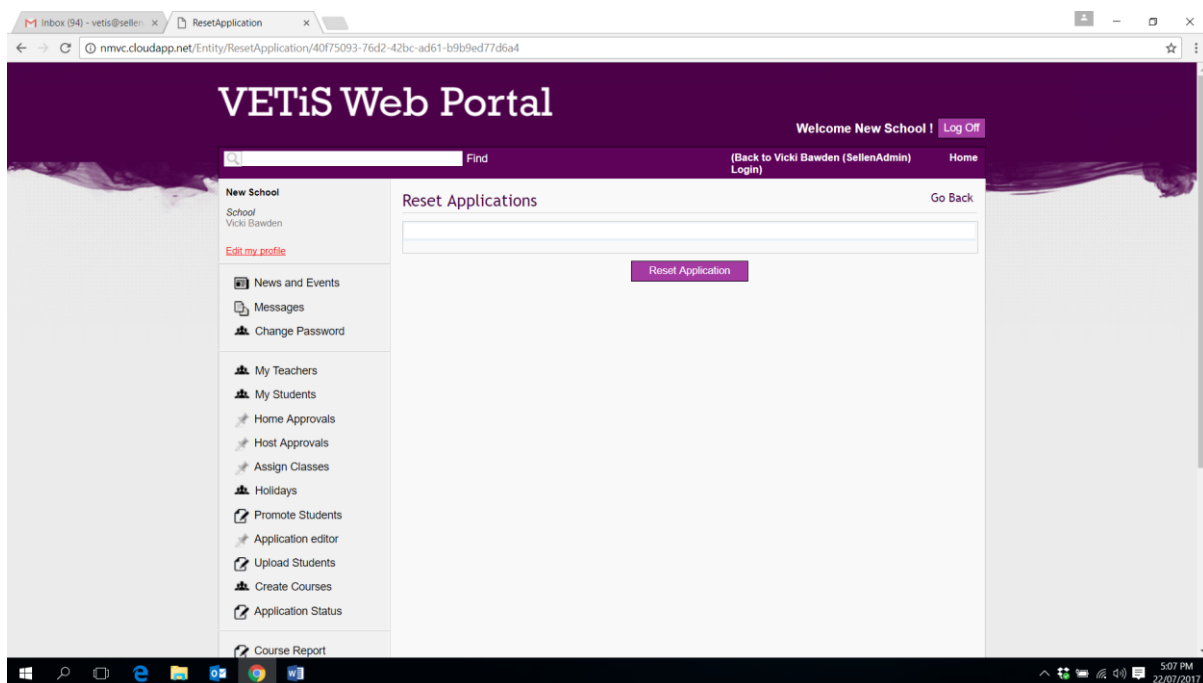 Inbox (94) - vetis@sellen
ResetApplication
nmvc.cloudapp.net/Entity/ResetApplication/40f75093-76d2-42bc-ad61-b9b9ed77d6a4
VETiS Web Portal
Welcome New School ! Log Off
Find
(Back to Vicki Bawden (SellenAdmin) Login)
Home
New School
School
Vicki Bawden
Edit my profile
Reset Applications
Go Back
Reset Application
News and Events
Messages
Change Password
My Teachers
My Students
Home Approvals
Host Approvals
Assign Classes
Holidays
Promote Students
Application editor
Upload Students
Create Courses
Application Status
Course Report
5:07 PM
22/07/2017